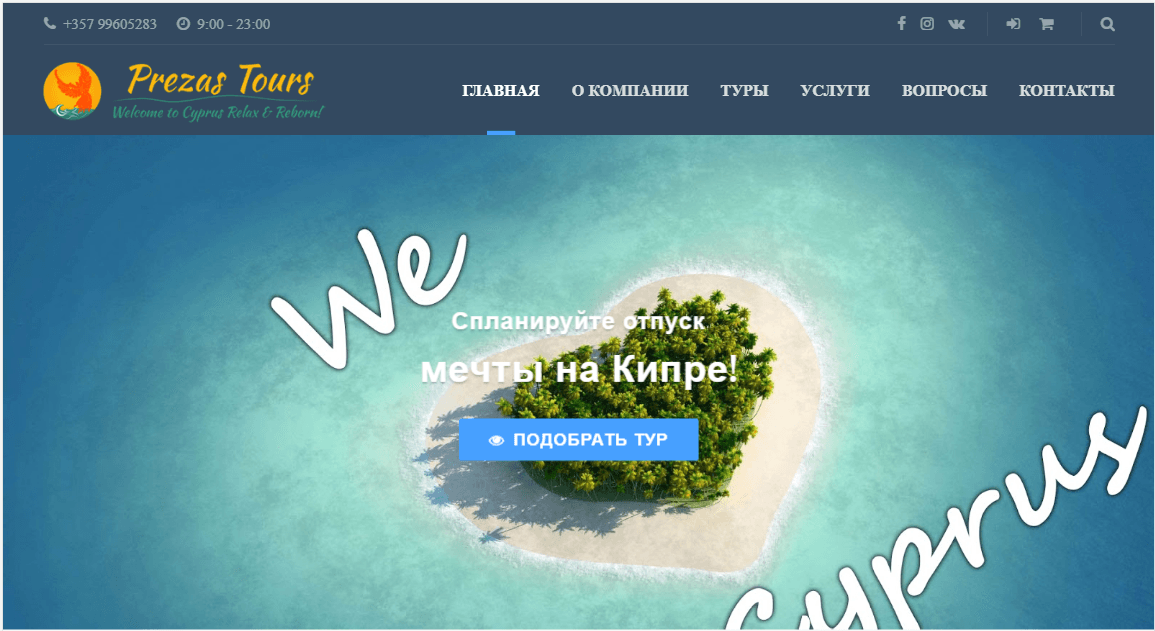 +357 99605283 9:00 - 23:00
Prezas Tours
Welcome to Cyprus Relax & Reborn!
ГЛАВНАЯ О КОМПАНИИ ТУРЫ УСЛУГИ ВОПРОСЫ КОНТАКТЫ
We
Спланируйте отпуск
мечты на Кипре!
ПОДОБРАТЬ ТУР
Cyprus